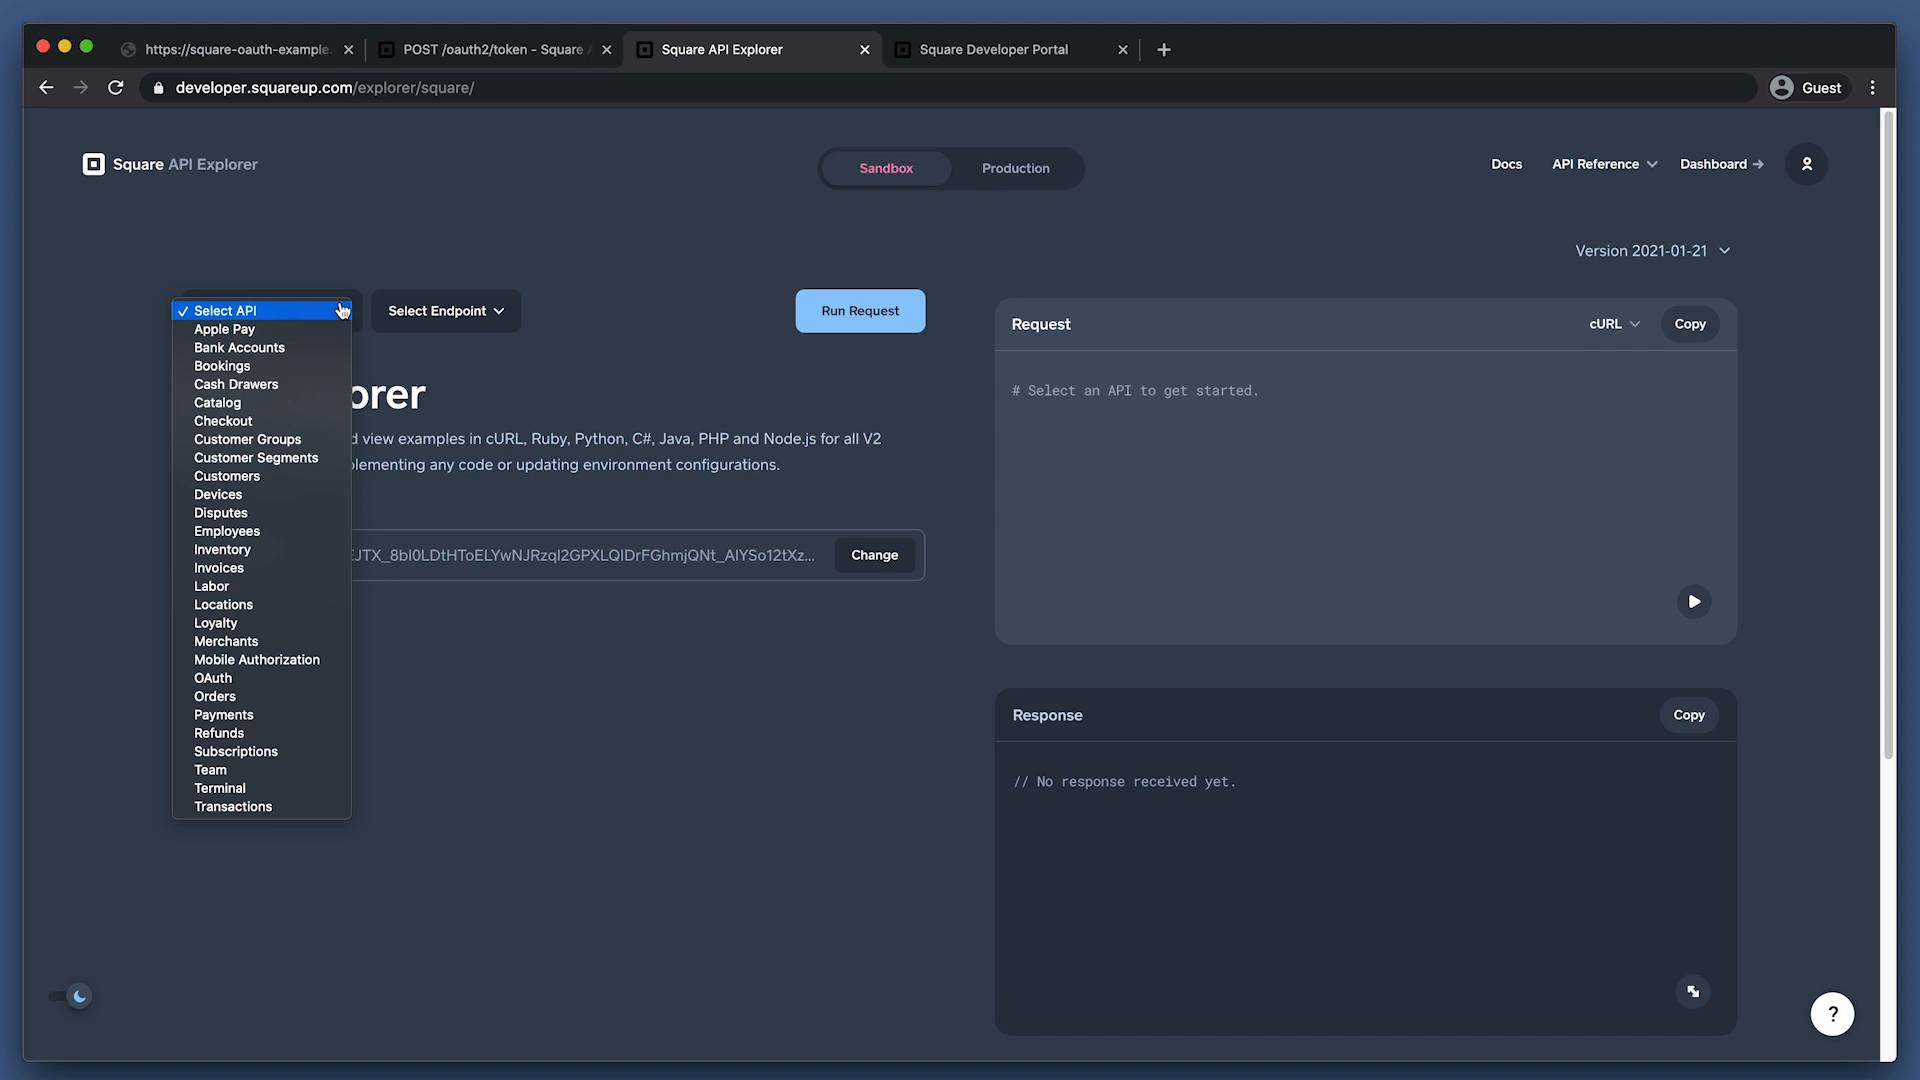 https://square-oauth-example
POST /oauth2/token - Square
Square API Explorer
Square Developer Portal
developer.squareup.com/explorer/square/
Guest
Square API Explorer
Sandbox
Production
Docs
API Reference
Dashboard
Version 2021-01-21
Select API
Apple Pay
Bank Accounts
Bookings
Cash Drawers
Catalog
Checkout
Customer Groups
Customer Segments
Customers
Devices
Disputes
Employees
Inventory
Invoices
Labor
Locations
Loyalty
Merchants
Mobile Authorization
OAuth
Orders
Payments
Refunds
Subscriptions
Team
Terminal
Transactions
Select Endpoint
Run Request
orer
d view examples in cURL, Ruby, Python, C#, Java, PHP and Node.js for all V2
lementing any code or updating environment configurations.
Change
Request
cURL
Copy
# Select an API to get started.
Response
Copy
// No response received yet.
?